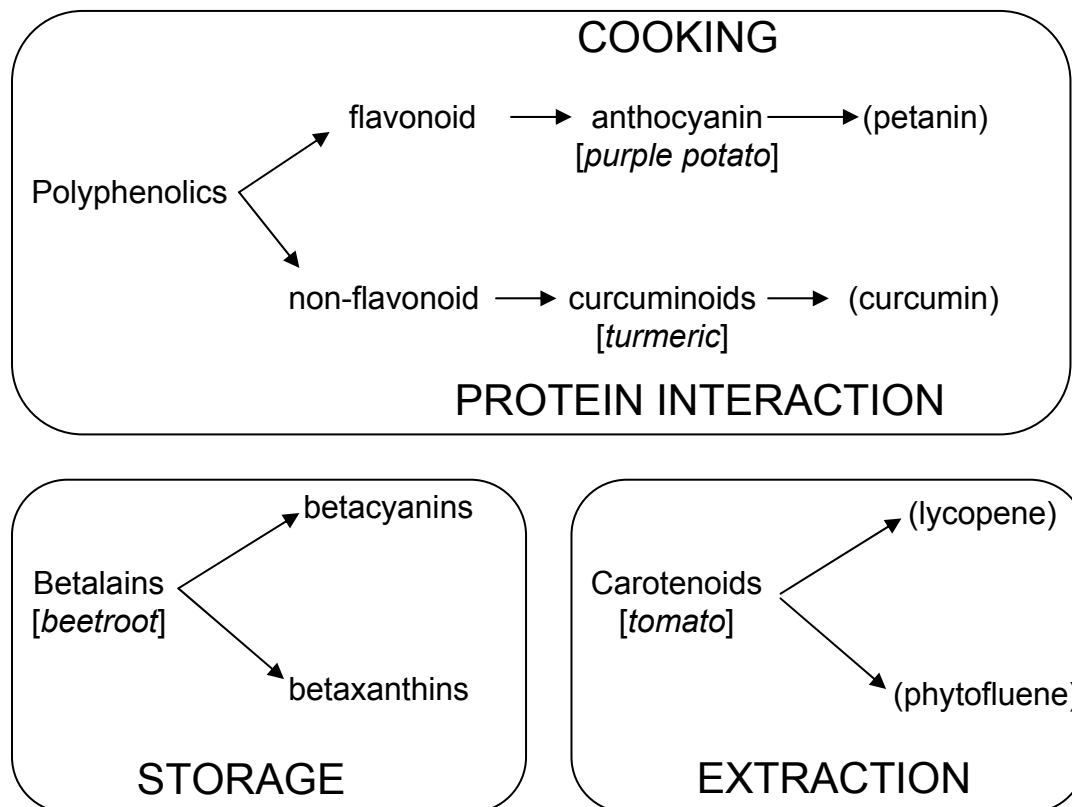 COOKING
flavonoid anthocyanin (petanin)
[purple potato]
Polyphenolics
non-flavonoid curcuminoids (curcumin)
[turmeric]
PROTEIN INTERACTION
betacyanins
Betalains
[beetroot]
betaxanthins
STORAGE
(lycopene)
Carotenoids
[tomato]
(phytofluene)
EXTRACTION